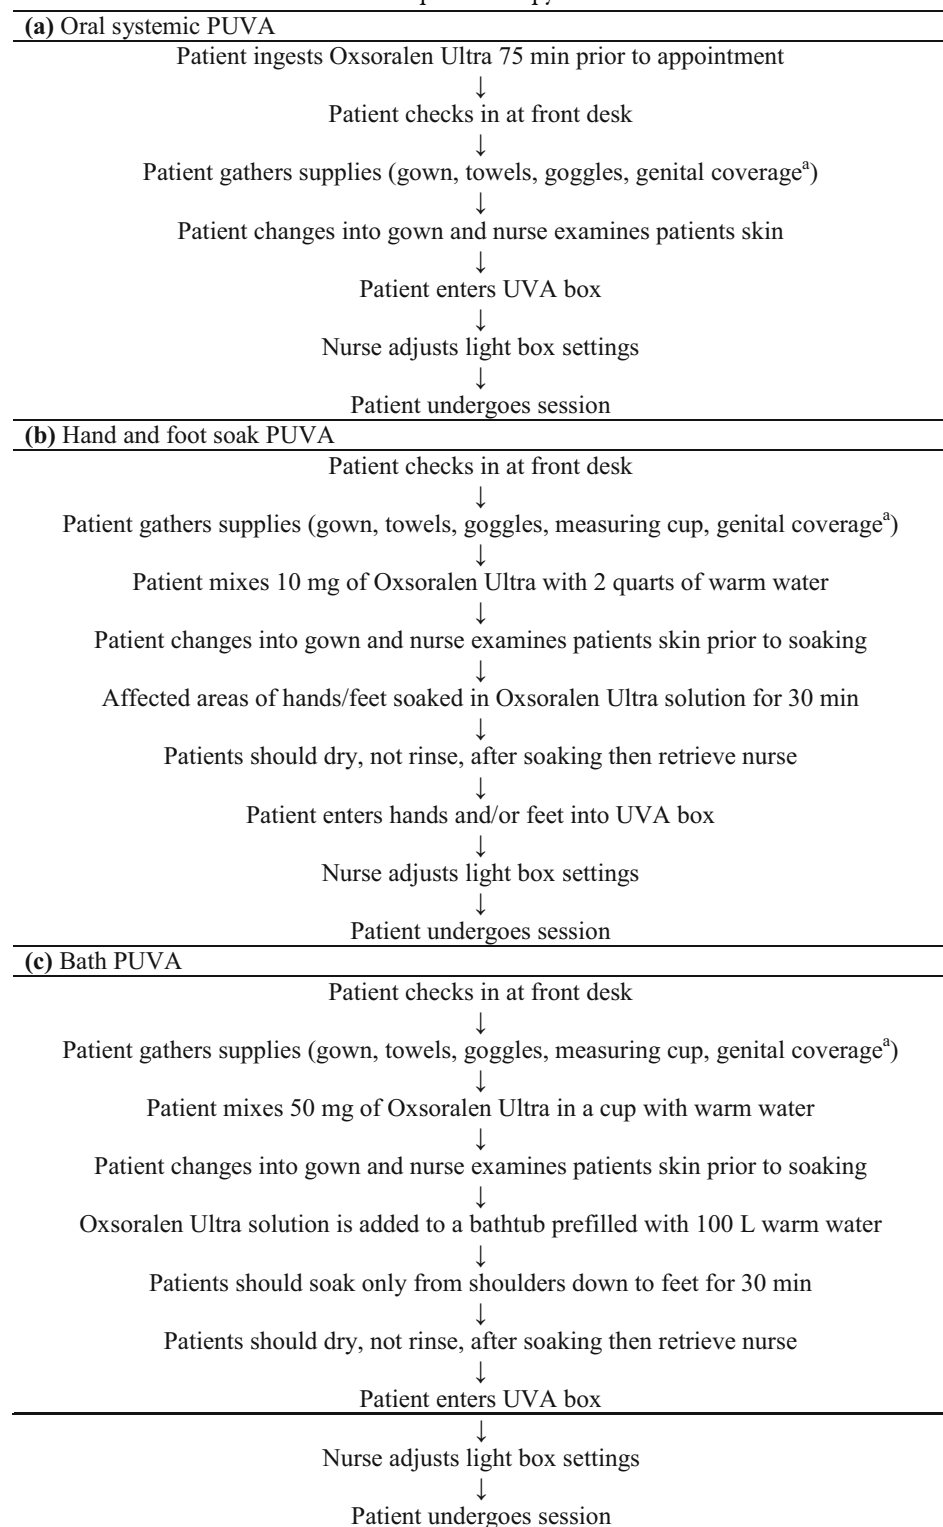 (a) Oral systemic PUVA
Patient ingests Oxsoralen Ultra 75 min prior to appointment
↓
Patient checks in at front desk
↓
Patient gathers supplies (gown, towels, goggles, genital coverageᵃ)
↓
Patient changes into gown and nurse examines patients skin
↓
Patient enters UVA box
↓
Nurse adjusts light box settings
↓
Patient undergoes session
(b) Hand and foot soak PUVA
Patient checks in at front desk
↓
Patient gathers supplies (gown, towels, goggles, measuring cup, genital coverageᵃ)
↓
Patient mixes 10 mg of Oxsoralen Ultra with 2 quarts of warm water
↓
Patient changes into gown and nurse examines patients skin prior to soaking
↓
Affected areas of hands/feet soaked in Oxsoralen Ultra solution for 30 min
↓
Patients should dry, not rinse, after soaking then retrieve nurse
↓
Patient enters hands and/or feet into UVA box
↓
Nurse adjusts light box settings
↓
Patient undergoes session
(c) Bath PUVA
Patient checks in at front desk
↓
Patient gathers supplies (gown, towels, goggles, measuring cup, genital coverageᵃ)
↓
Patient mixes 50 mg of Oxsoralen Ultra in a cup with warm water
↓
Patient changes into gown and nurse examines patients skin prior to soaking
↓
Oxsoralen Ultra solution is added to a bathtub prefilled with 100 L warm water
↓
Patients should soak only from shoulders down to feet for 30 min
↓
Patients should dry, not rinse, after soaking then retrieve nurse
↓
Patient enters UVA box
↓
Nurse adjusts light box settings
↓
Patient undergoes session